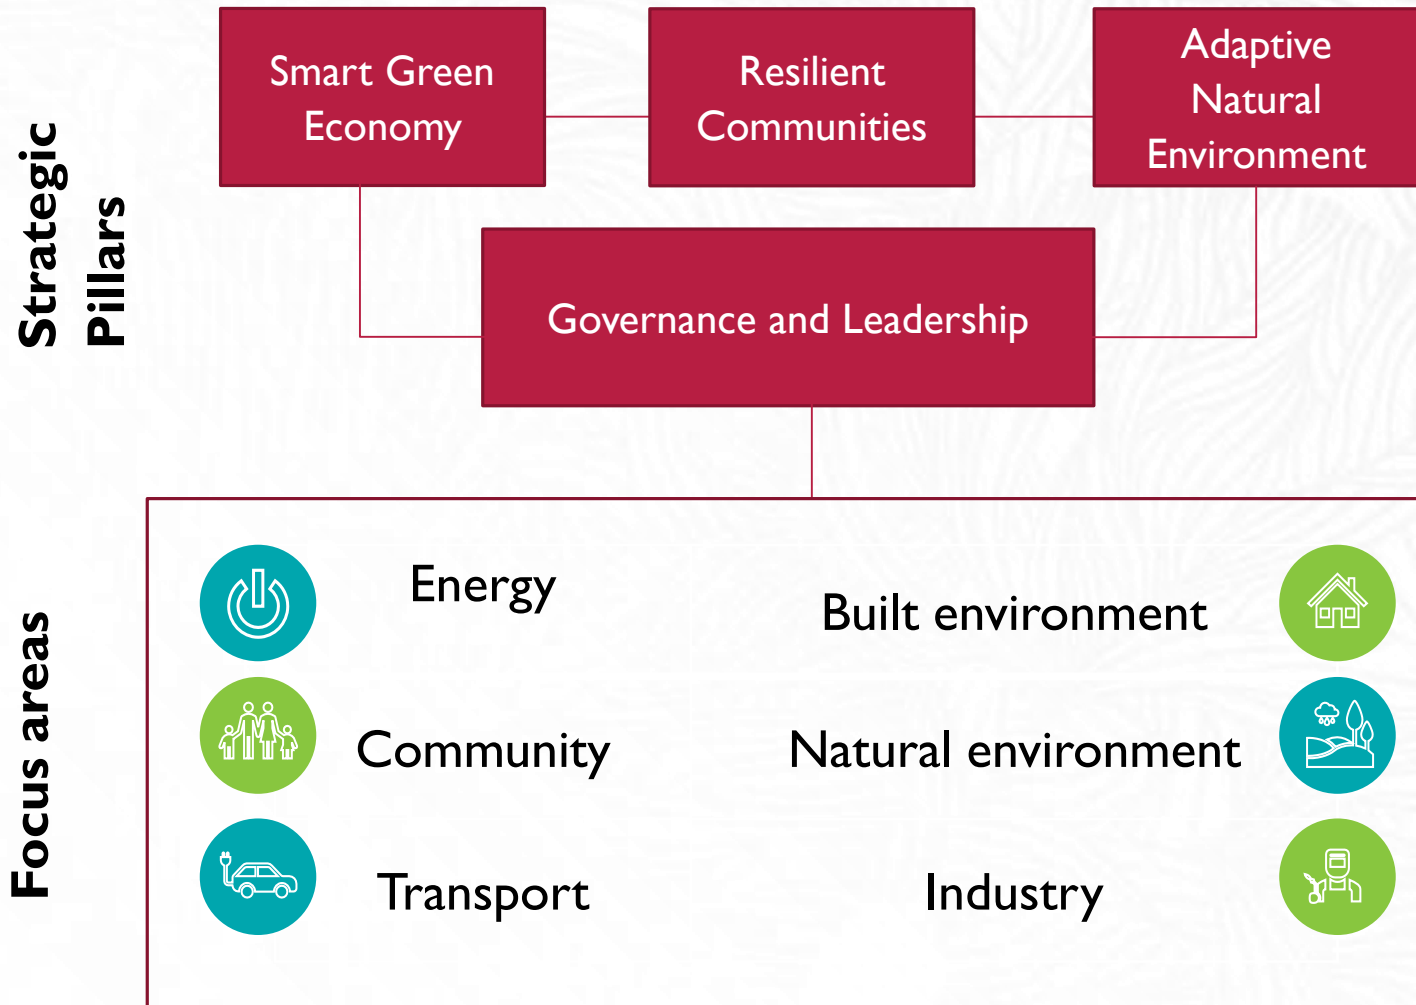 Strategic
Pillars
Smart Green
Economy
Resilient
Communities
Adaptive
Natural
Environment
Governance and Leadership
Focus areas
Energy
Built environment
Community
Natural environment
Transport
Industry